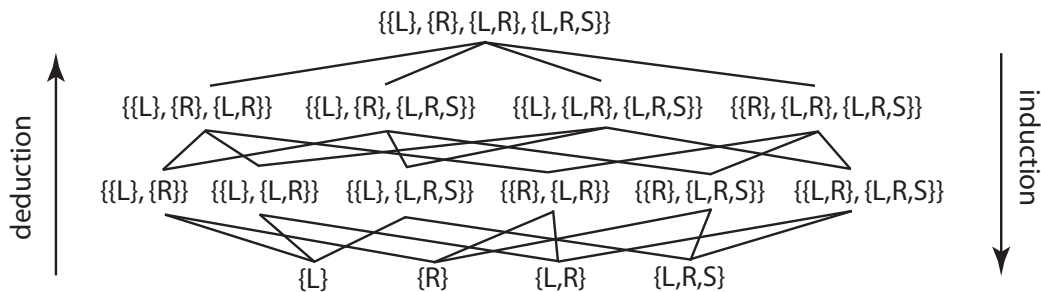 {{L}, {R}, {L,R}, {L,R,S}}
{{L}, {R}, {L,R}} {{L}, {R}, {L,R,S}} {{L}, {L,R}, {L,R,S}} {{R}, {L,R}, {L,R,S}}
{{L}, {R}} {{L}, {L,R}} {{L}, {L,R,S}} {{R}, {L,R}} {{R}, {L,R,S}} {{L,R}, {L,R,S}}
{L} {R} {L,R} {L,R,S}
deduction
induction